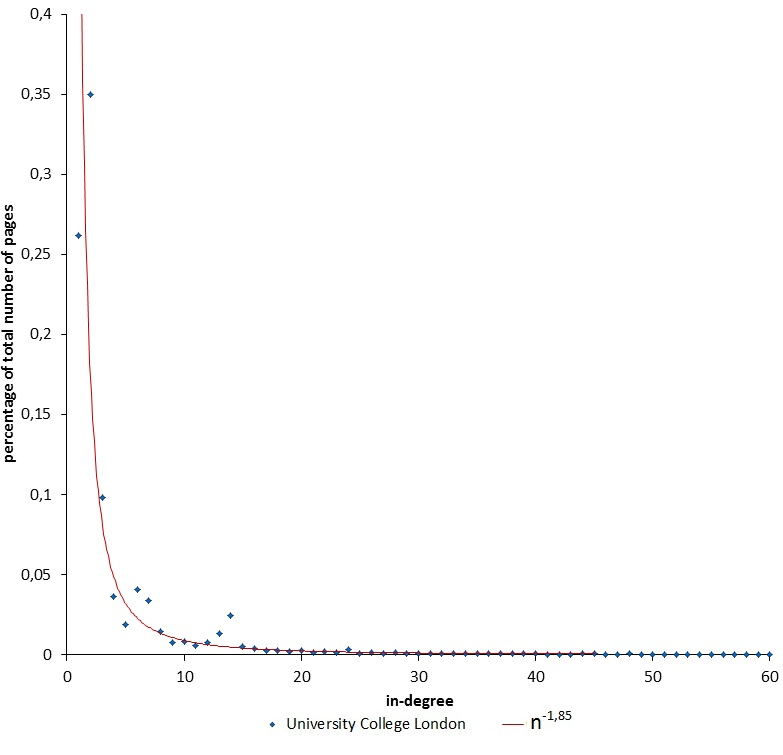 0,4
0,35
0,3
0,25
0,2
0,15
0,1
0,05
0
percentage of total number of pages
0 10 20 30 40 50 60
in-degree
University College London n-1,85